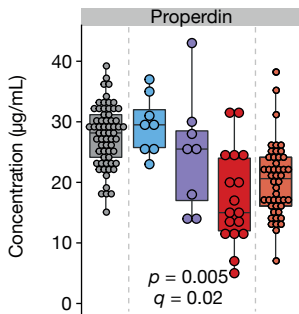 Properdin
Concentration (µg/mL)
40
30
20
10
0
p = 0.005
q = 0.02